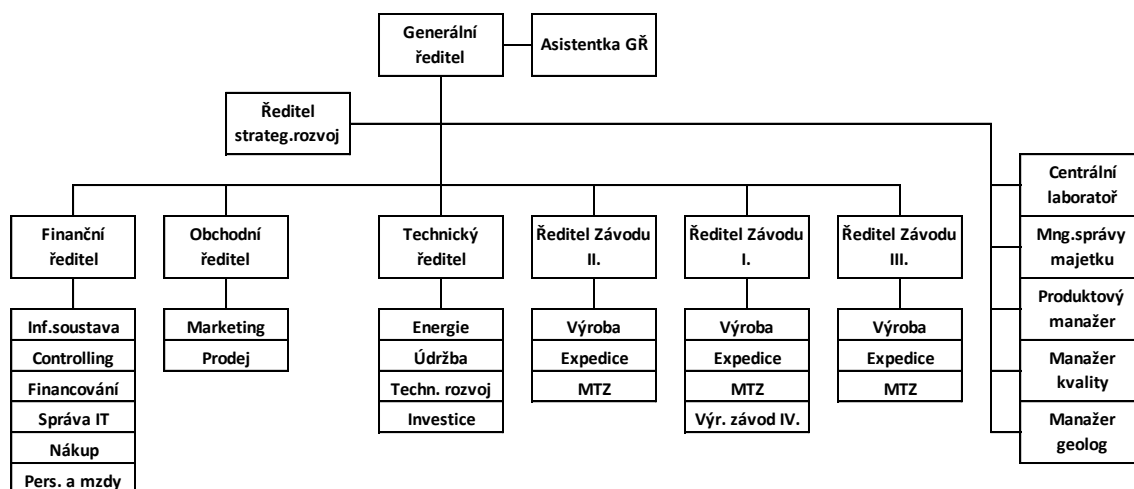 Generální
ředitel
Asistentka GŘ
Ředitel
strateg.rozvoj
Centrální
laboratoř
Mng.správy
majetku
Produktový
manažer
Manažer
kvality
Manažer
geolog
Finanční
ředitel
Obchodní
ředitel
Technický
ředitel
Ředitel Závodu
II.
Ředitel Závodu
I.
Ředitel Závodu
III.
Inf.soustava
Controlling
Financování
Správa IT
Nákup
Pers. a mzdy
Marketing
Prodej
Energie
Údržba
Techn. rozvoj
Investice
Výroba
Expedice
MTZ
Výroba
Expedice
MTZ
Výr. závod IV.
Výroba
Expedice
MTZ